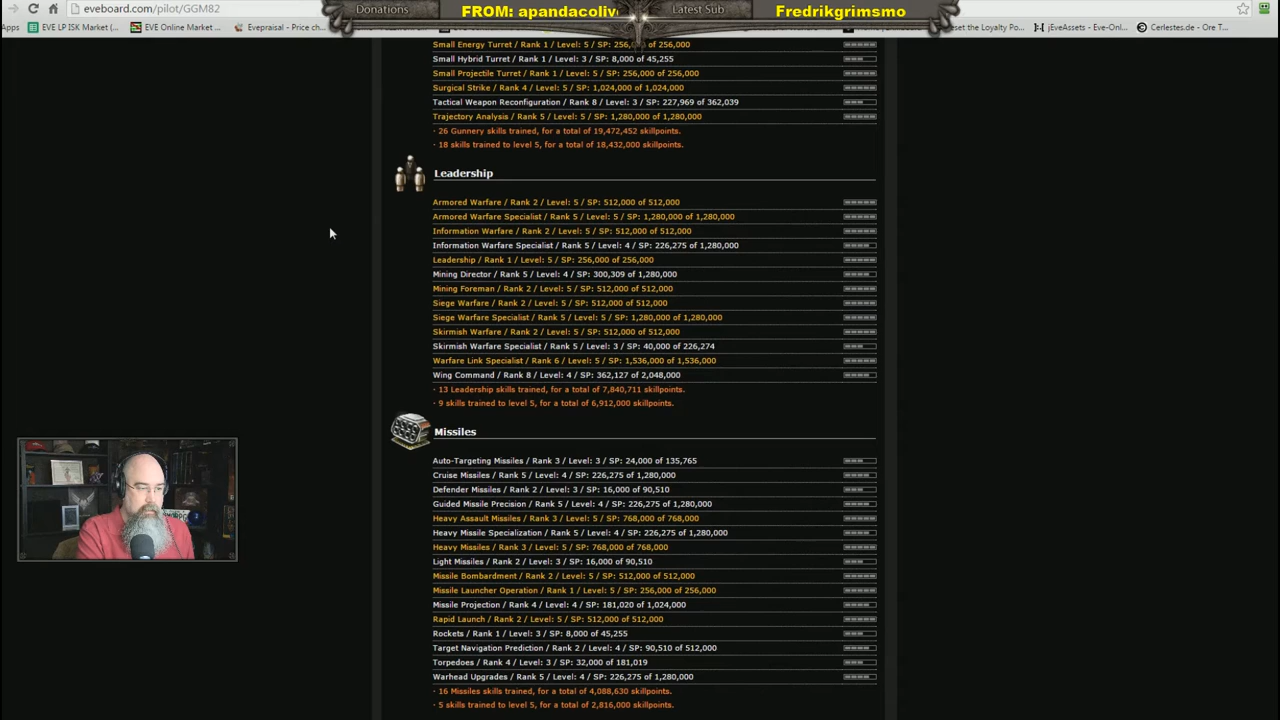 eveboard.com/pilot/GGM82
Donations
FROM: apandacoliv
Latest Sub
Fredrikgrimsmo
Apps
EVE LP ISK Market (...
EVE Online Market ...
Evepraisal - Price ch...
eset the Loyalty Po...
jEveAssets - Eve-Onl...
Cerlestes.de - Ore T...
Small Energy Turret / Rank 1 / Level: 5 / SP: 256, of 256,000
Small Hybrid Turret / Rank 1 / Level: 3 / SP: 8,000 of 45,255
Small Projectile Turret / Rank 1 / Level: 5 / SP: 256,000 of 256,000
Surgical Strike / Rank 4 / Level: 5 / SP: 1,024,000 of 1,024,000
Tactical Weapon Reconfiguration / Rank 8 / Level: 3 / SP: 227,969 of 362,039
Trajectory Analysis / Rank 5 / Level: 5 / SP: 1,280,000 of 1,280,000
· 26 Gunnery skills trained, for a total of 19,472,452 skillpoints.
· 18 skills trained to level 5, for a total of 18,432,000 skillpoints.
Leadership
Armored Warfare / Rank 2 / Level: 5 / SP: 512,000 of 512,000
Armored Warfare Specialist / Rank 5 / Level: 5 / SP: 1,280,000 of 1,280,000
Information Warfare / Rank 2 / Level: 5 / SP: 512,000 of 512,000
Information Warfare Specialist / Rank 5 / Level: 4 / SP: 226,275 of 1,280,000
Leadership / Rank 1 / Level: 5 / SP: 256,000 of 256,000
Mining Director / Rank 5 / Level: 4 / SP: 300,309 of 1,280,000
Mining Foreman / Rank 2 / Level: 5 / SP: 512,000 of 512,000
Siege Warfare / Rank 2 / Level: 5 / SP: 512,000 of 512,000
Siege Warfare Specialist / Rank 5 / Level: 5 / SP: 1,280,000 of 1,280,000
Skirmish Warfare / Rank 2 / Level: 5 / SP: 512,000 of 512,000
Skirmish Warfare Specialist / Rank 5 / Level: 3 / SP: 40,000 of 226,274
Warfare Link Specialist / Rank 6 / Level: 5 / SP: 1,536,000 of 1,536,000
Wing Command / Rank 8 / Level: 4 / SP: 362,127 of 2,048,000
· 13 Leadership skills trained, for a total of 7,840,711 skillpoints.
· 9 skills trained to level 5, for a total of 6,912,000 skillpoints.
Missiles
Auto-Targeting Missiles / Rank 3 / Level: 3 / SP: 24,000 of 135,765
Cruise Missiles / Rank 5 / Level: 4 / SP: 226,275 of 1,280,000
Defender Missiles / Rank 2 / Level: 3 / SP: 16,000 of 90,510
Guided Missile Precision / Rank 5 / Level: 4 / SP: 226,275 of 1,280,000
Heavy Assault Missiles / Rank 3 / Level: 5 / SP: 768,000 of 768,000
Heavy Missile Specialization / Rank 5 / Level: 4 / SP: 226,275 of 1,280,000
Heavy Missiles / Rank 3 / Level: 5 / SP: 768,000 of 768,000
Light Missiles / Rank 2 / Level: 3 / SP: 16,000 of 90,510
Missile Bombardment / Rank 2 / Level: 5 / SP: 512,000 of 512,000
Missile Launcher Operation / Rank 1 / Level: 5 / SP: 256,000 of 256,000
Missile Projection / Rank 4 / Level: 4 / SP: 181,020 of 1,024,000
Rapid Launch / Rank 2 / Level: 5 / SP: 512,000 of 512,000
Rockets / Rank 1 / Level: 3 / SP: 8,000 of 45,255
Target Navigation Prediction / Rank 2 / Level: 4 / SP: 90,510 of 512,000
Torpedoes / Rank 4 / Level: 3 / SP: 32,000 of 181,019
Warhead Upgrades / Rank 5 / Level: 4 / SP: 226,275 of 1,280,000
· 16 Missiles skills trained, for a total of 4,088,630 skillpoints.
· 5 skills trained to level 5, for a total of 2,816,000 skillpoints.